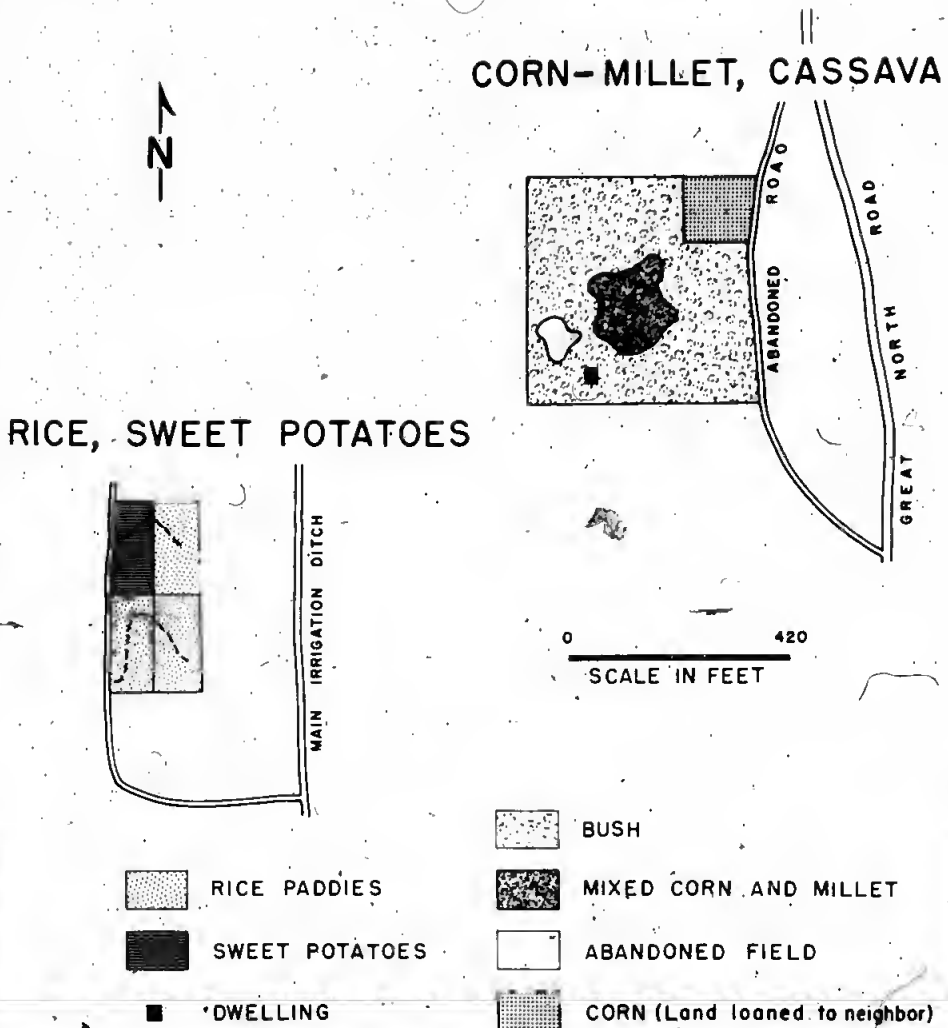 CORN-MILLET, CASSAVA
N
ABANDONED ROAD
GREAT NORTH ROAD
RICE, SWEET POTATOES
MAIN IRRIGATION DITCH
0 420
SCALE IN FEET
BUSH
RICE PADDIES
MIXED CORN AND MILLET
SWEET POTATOES
ABANDONED FIELD
DWELLING
CORN (Land loaned to neighbor)